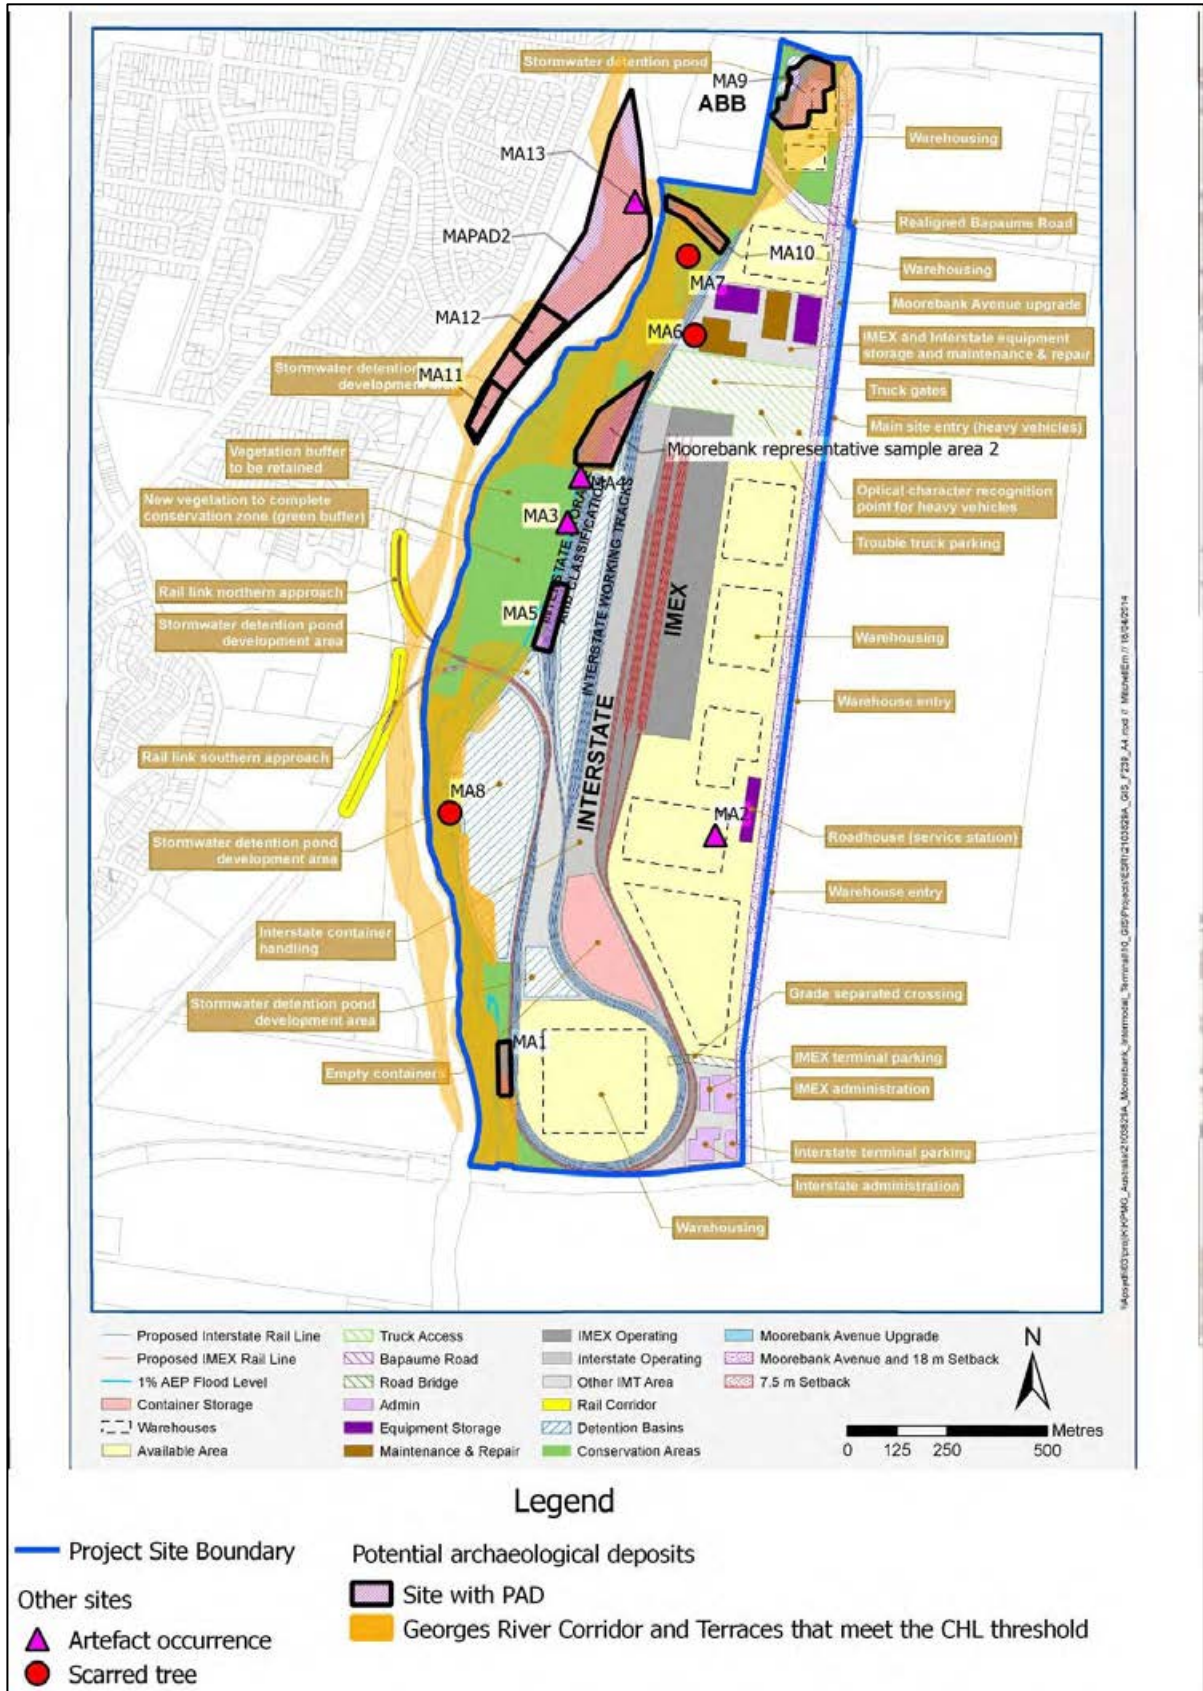 Stormwater detention pond
MA9
ABB
Warehousing
MA13
MAPAD2
Realigned Bapaume Road
MA10
Warehousing
MA7
Moorebank Avenue upgrade
MA12
MA6
IMEX and Interstate equipment
storage and maintenance & repair
Stormwater detention
development
MA11
Truck gates
Main site entry (heavy vehicles)
Vegetation buffer
to be retained
Moorebank representative sample area 2
New vegetation to complete
conservation zone (green buffer)
MA4
Optical character recognition
point for heavy vehicles
MA3
Trouble truck parking
INTERSTATE
CLASSIFICATION
INTERSTATE WORKING TRACKS
IMEX
Rail link northern approach
MA5
Stormwater detention pond
development area
Warehousing
Warehouse entry
INTERSTATE
Rail link southern approach
MA8
MA2
Roadhouse (service station)
Stormwater detention pond
development area
Warehouse entry
Interstate container
handling
Grade separated crossing
Stormwater detention pond
development area
MA1
IMEX terminal parking
Empty containers
IMEX administration
Interstate terminal parking
Interstate administration
Warehousing
Proposed Interstate Rail Line
Proposed IMEX Rail Line
1% AEP Flood Level
Container Storage
Warehouses
Available Area
Truck Access
Bapaume Road
Road Bridge
Admin
Equipment Storage
Maintenance & Repair
IMEX Operating
Interstate Operating
Other IMT Area
Rail Corridor
Detention Basins
Conservation Areas
Moorebank Avenue Upgrade
Moorebank Avenue and 18 m Setback
7.5 m Setback
N
Metres
0 125 250 500
Legend
Project Site Boundary
Other sites
Artefact occurrence
Scarred tree
Potential archaeological deposits
Site with PAD
Georges River Corridor and Terraces that meet the CHL threshold